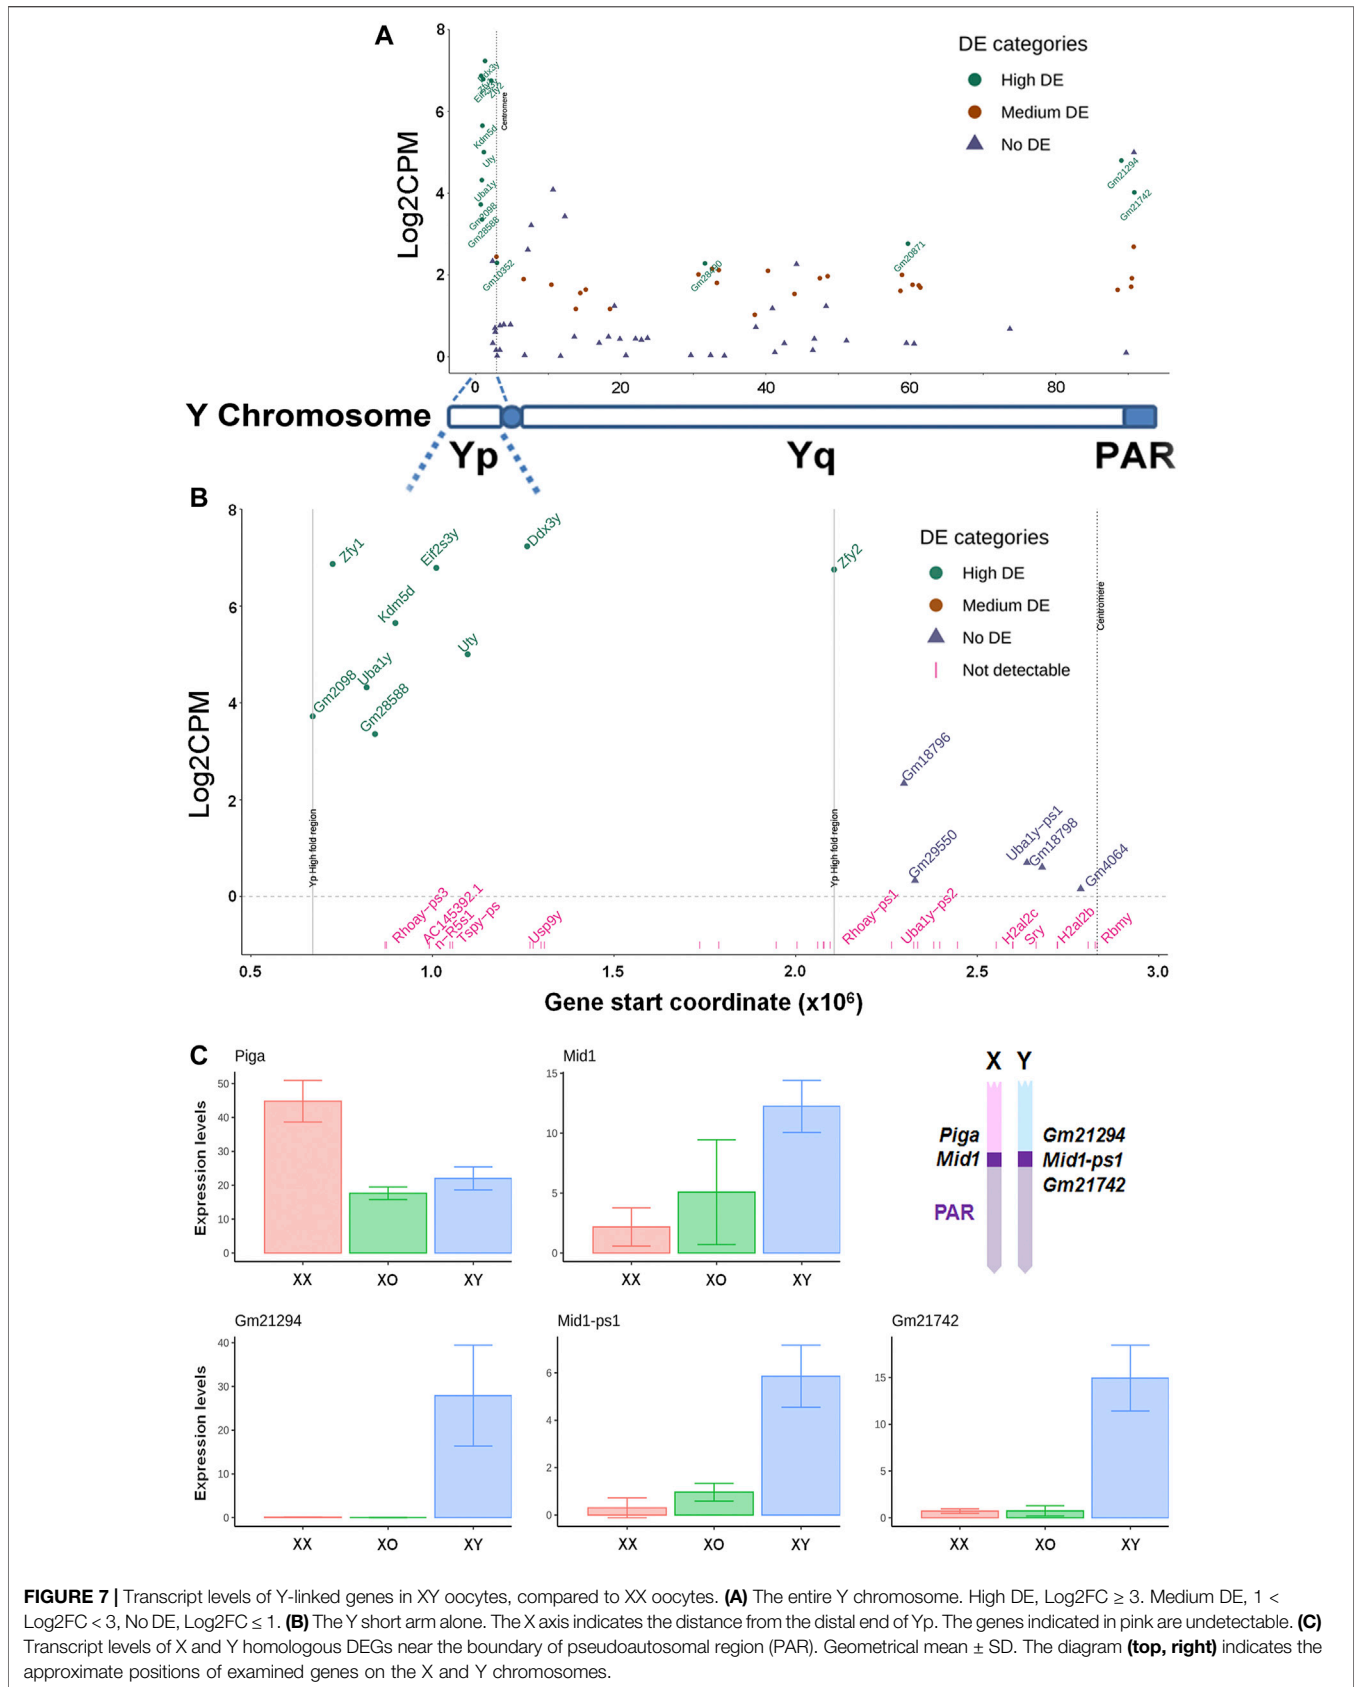 A
8
6
4
2
0
Log2CPM
Ddx3y
Zfy2
Kdm5d
Uty
Uba1y
Gm2098
Gm28588
Gm10352
Centromere
Gm20871
Gm21294
Gm21742
DE categories
High DE
Medium DE
No DE
0 20 40 60 80
Y Chromosome
Yp Yq PAR
B
8
6
4
2
0
Log2CPM
Zfy1
Eif2s3y
Ddx3y
Zfy2
Kdm5d
Uty
Uba1y
Gm2098
Gm28588
Gm18796
Gm29550
Uba1y-ps1
Gm18798
Gm4064
Yp High fold region
Yp High fold region
Centromere
DE categories
High DE
Medium DE
No DE
Not detectable
Rhoay-ps3
AC145392.1
n-R5s1
Tspy-ps
Usp9y
Rhoay-ps1
Uba1y-ps2
H2al2c
Sry
H2al2b
Rbmy
0.5 1.0 1.5 2.0 2.5 3.0
Gene start coordinate (x10⁶)
C
Piga
Expression levels
50
40
30
20
10
0
XX XO XY
Mid1
15
10
5
0
XX XO XY
X Y
Piga Gm21294
Mid1 Mid1-ps1
Gm21742
PAR
Gm21294
Expression levels
40
30
20
10
0
XX XO XY
Mid1-ps1
6
4
2
0
XX XO XY
Gm21742
15
10
5
0
XX XO XY
FIGURE 7 | Transcript levels of Y-linked genes in XY oocytes, compared to XX oocytes. (A) The entire Y chromosome. High DE, Log2FC ≥ 3. Medium DE, 1 <
Log2FC < 3, No DE, Log2FC ≤ 1. (B) The Y short arm alone. The X axis indicates the distance from the distal end of Yp. The genes indicated in pink are undetectable. (C)
Transcript levels of X and Y homologous DEGs near the boundary of pseudoautosomal region (PAR). Geometrical mean ± SD. The diagram (top, right) indicates the
approximate positions of examined genes on the X and Y chromosomes.